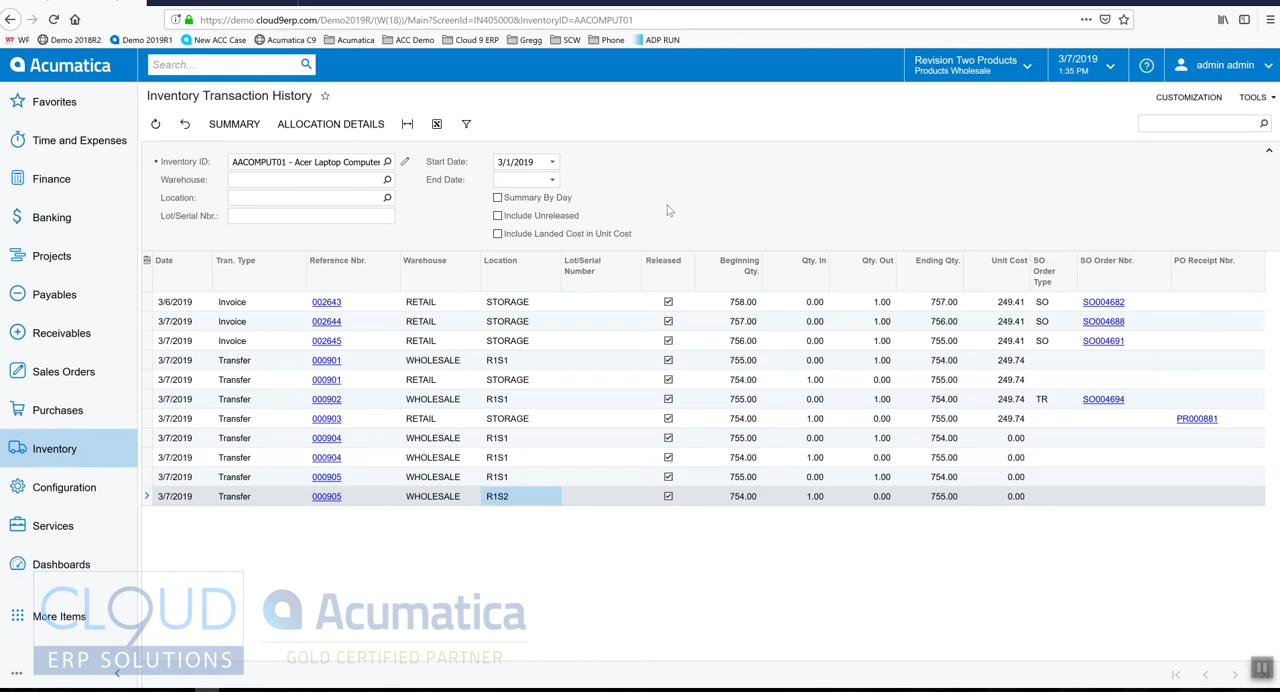 https://demo.cloud9erp.com/Demo2019R/(W(18))/Main?ScreenId=IN405000&InventoryID=AACOMPUT01
WF Demo 2018R2 Demo 2019R1 New ACC Case Acumatica C9 Acumatica ACC Demo Cloud 9 ERP Gregg SCW Phone ADP RUN
Acumatica Search... Revision Two Products Products Wholesale 3/7/2019 1:35 PM admin admin
Inventory Transaction History CUSTOMIZATION TOOLS
SUMMARY ALLOCATION DETAILS
Favorites
Time and Expenses
Finance
Banking
Projects
Payables
Receivables
Sales Orders
Purchases
Inventory
Configuration
Services
Dashboards
More Items
Inventory ID: AACOMPUT01 - Acer Laptop Computer Start Date: 3/1/2019
Warehouse: End Date:
Location: Summary By Day
Lot/Serial Nbr.: Include Unreleased
Include Landed Cost in Unit Cost
Date Tran. Type Reference Nbr. Warehouse Location Lot/Serial Number Released Beginning Qty. Qty. In Qty. Out Ending Qty. Unit Cost SO Order Type SO Order Nbr. PO Receipt Nbr.
3/6/2019 Invoice 002643 RETAIL STORAGE 758.00 0.00 1.00 757.00 249.41 SO SO004682
3/7/2019 Invoice 002644 RETAIL STORAGE 757.00 0.00 1.00 756.00 249.41 SO SO004688
3/7/2019 Invoice 002645 RETAIL STORAGE 756.00 0.00 1.00 755.00 249.41 SO SO004691
3/7/2019 Transfer 000901 WHOLESALE R1S1 755.00 0.00 1.00 754.00 249.74
3/7/2019 Transfer 000901 RETAIL STORAGE 754.00 1.00 0.00 755.00 249.74
3/7/2019 Transfer 000902 WHOLESALE R1S1 755.00 0.00 1.00 754.00 249.74 TR SO004694
3/7/2019 Transfer 000903 RETAIL STORAGE 754.00 1.00 0.00 755.00 249.74 PR000881
3/7/2019 Transfer 000904 WHOLESALE R1S1 755.00 0.00 1.00 754.00 0.00
3/7/2019 Transfer 000904 WHOLESALE R1S1 754.00 1.00 0.00 755.00 0.00
3/7/2019 Transfer 000905 WHOLESALE R1S1 755.00 0.00 1.00 754.00 0.00
3/7/2019 Transfer 000905 WHOLESALE R1S2 754.00 1.00 0.00 755.00 0.00
CLOUD9
ERP SOLUTIONS
Acumatica
GOLD CERTIFIED PARTNER